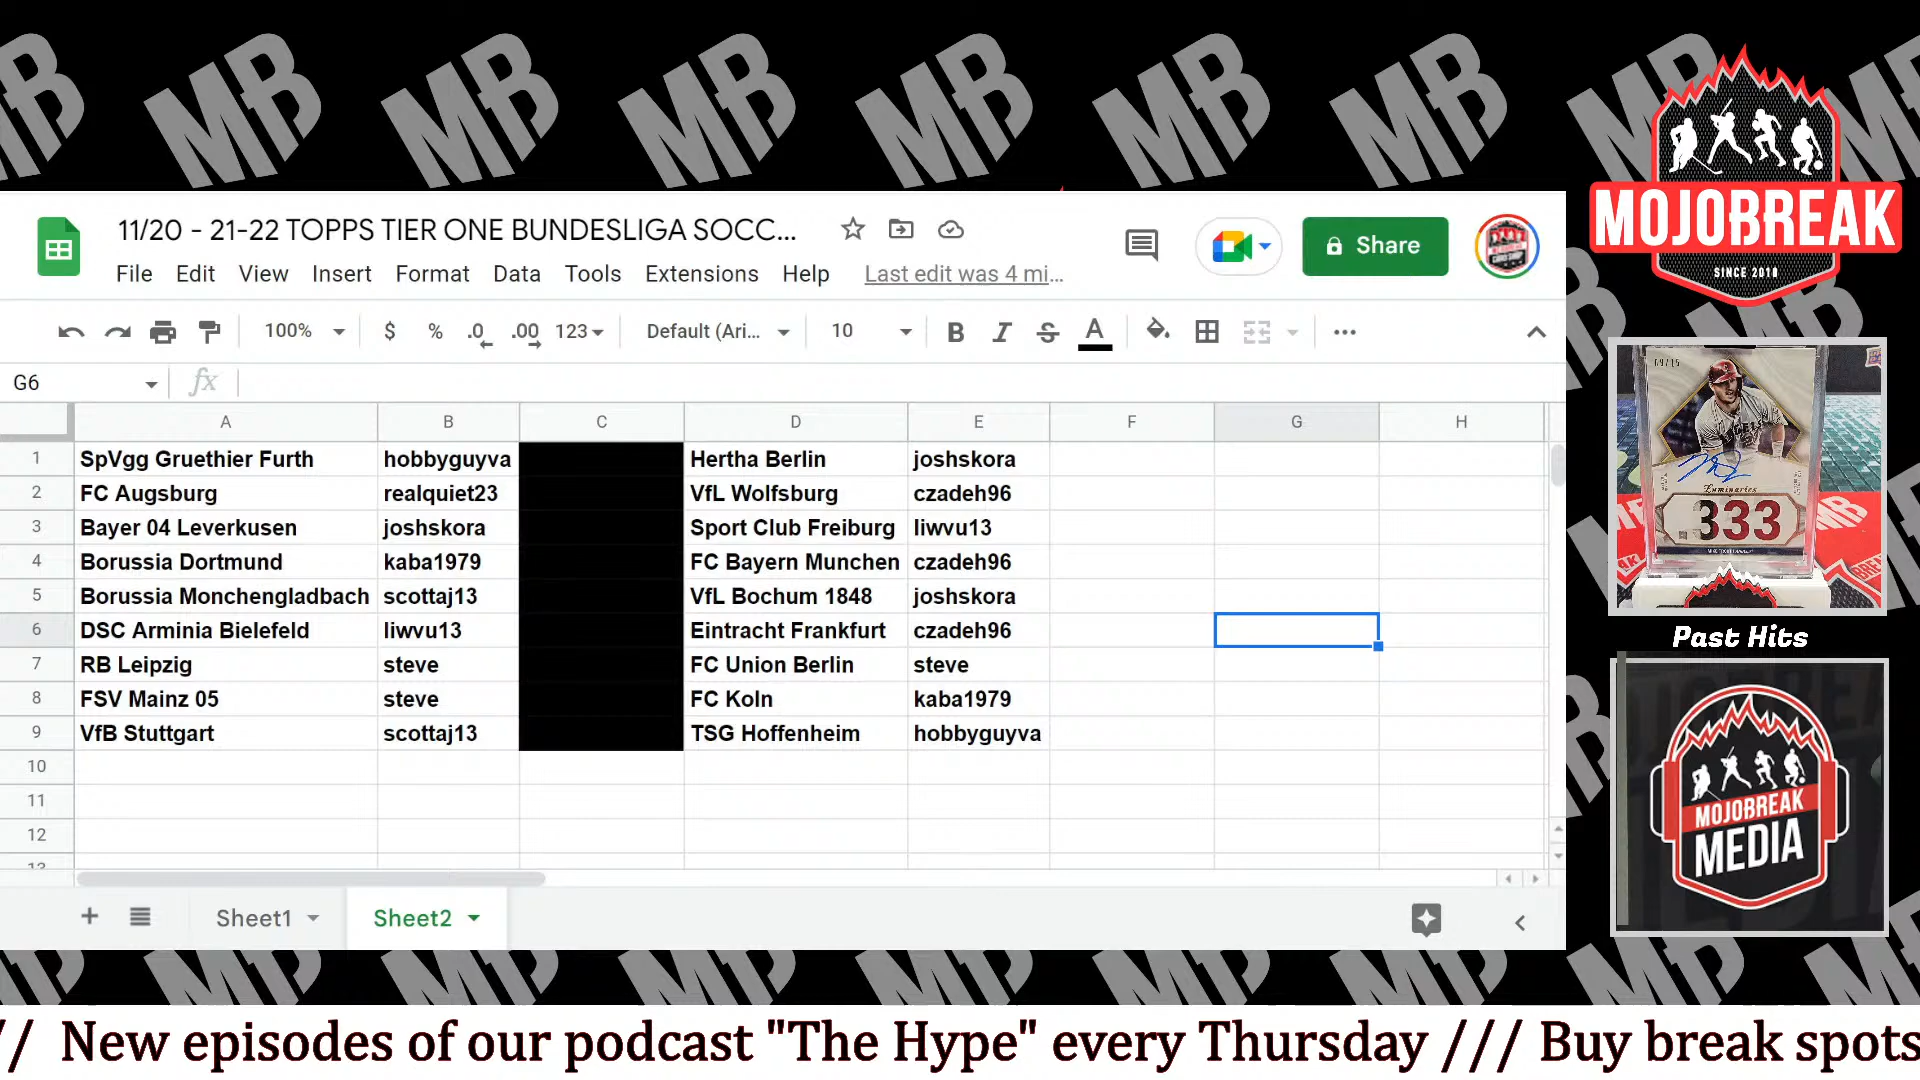 11/20 - 21-22 TOPPS TIER ONE BUNDESLIGA SOCC...
Share
File Edit View Insert Format Data Tools Extensions Help Last edit was 4 mi...
100% $ % .0 .00 123 Default (Ari... 10 B I S A
G6 fx
A B C D E F G H
1 SpVgg Gruethier Furth hobbyguyva Hertha Berlin joshskora
2 FC Augsburg realquiet23 VfL Wolfsburg czadeh96
3 Bayer 04 Leverkusen joshskora Sport Club Freiburg liwvu13
4 Borussia Dortmund kaba1979 FC Bayern Munchen czadeh96
5 Borussia Monchengladbach scottaj13 VfL Bochum 1848 joshskora
6 DSC Arminia Bielefeld liwvu13 Eintracht Frankfurt czadeh96
7 RB Leipzig steve FC Union Berlin steve
8 FSV Mainz 05 steve FC Koln kaba1979
9 VfB Stuttgart scottaj13 TSG Hoffenheim hobbyguyva
10
11
12
13
Sheet1 Sheet2
MOJOBREAK
SINCE 2010
Luminaries
333
Past Hits
MOJOBREAK
MEDIA
// New episodes of our podcast "The Hype" every Thursday /// Buy break spots